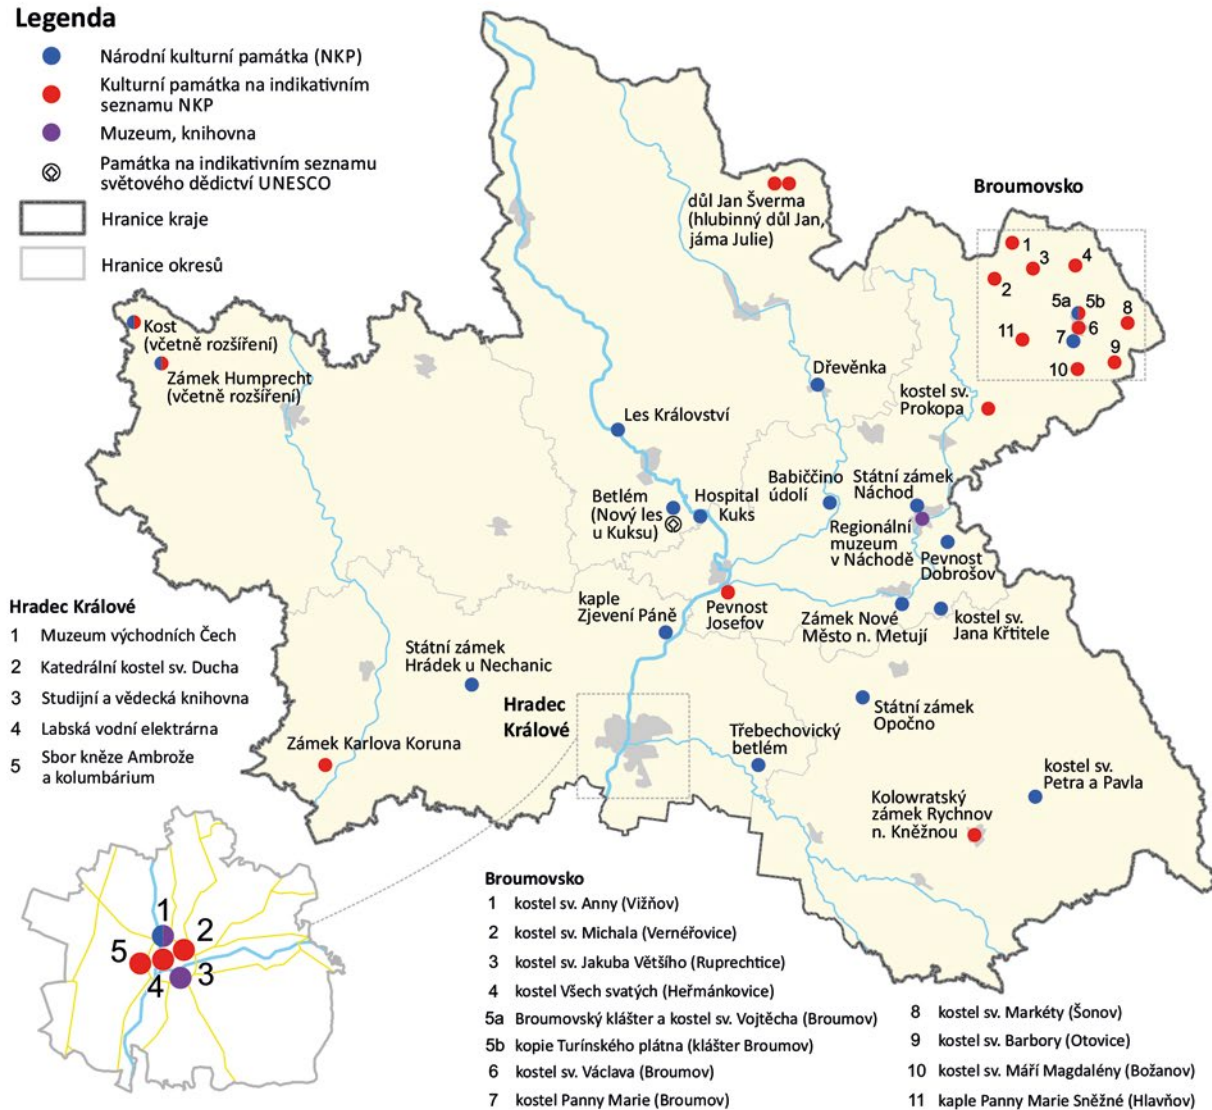 Legenda
Národní kulturní památka (NKP)
Kulturní památka na indikativním
seznamu NKP
Muzeum, knihovna
Památka na indikativním seznamu
světového dědictví UNESCO
Hranice kraje
Hranice okresů
důl Jan Šverma
(hlubinný důl Jan,
jáma Julie)
Broumovsko
1
3
4
2
5a 5b
8
6
11
7
9
10
Kost
(včetně rozšíření)
Zámek Humprecht
(včetně rozšíření)
Dřevěnka
kostel sv.
Prokopa
Les Království
Betlém
(Nový les
u Kuksu)
Hospital
Kuks
Babiččino
údolí
Státní zámek
Náchod
Regionální
muzeum
v Náchodě
Pevnost
Dobrošov
kaple
Zjevení Páně
Pevnost
Josefov
Zámek Nové
Město n. Metují
kostel sv.
Jana Křtitele
Státní zámek
Hrádek u Nechanic
Hradec
Králové
Státní zámek
Opočno
Třebechovický
betlém
Zámek Karlova Koruna
kostel sv.
Petra a Pavla
Kolowratský
zámek Rychnov
n. Kněžnou
Hradec Králové
1 Muzeum východních Čech
2 Katedrální kostel sv. Ducha
3 Studijní a vědecká knihovna
4 Labská vodní elektrárna
5 Sbor kněze Ambrože
a kolumbárium
1
2
5
4
3
Broumovsko
1 kostel sv. Anny (Vižňov)
2 kostel sv. Michala (Vernéřovice)
3 kostel sv. Jakuba Většího (Ruprechtice)
4 kostel Všech svatých (Heřmánkovice)
5a Broumovský klášter a kostel sv. Vojtěcha (Broumov)
5b kopie Turínského plátna (klášter Broumov)
6 kostel sv. Václava (Broumov)
7 kostel Panny Marie (Broumov)
8 kostel sv. Markéty (Šonov)
9 kostel sv. Barbory (Otovice)
10 kostel sv. Máří Magdalény (Božanov)
11 kaple Panny Marie Sněžné (Hlavňov)